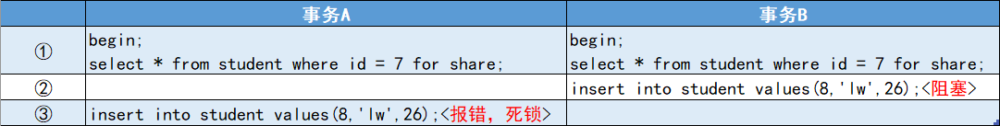 事务A 事务B
① begin; begin;
select * from student where id = 7 for share; select * from student where id = 7 for share;
② insert into student values(8,'lw',26);<阻塞>
③ insert into student values(8,'lw',26);<报错，死锁>